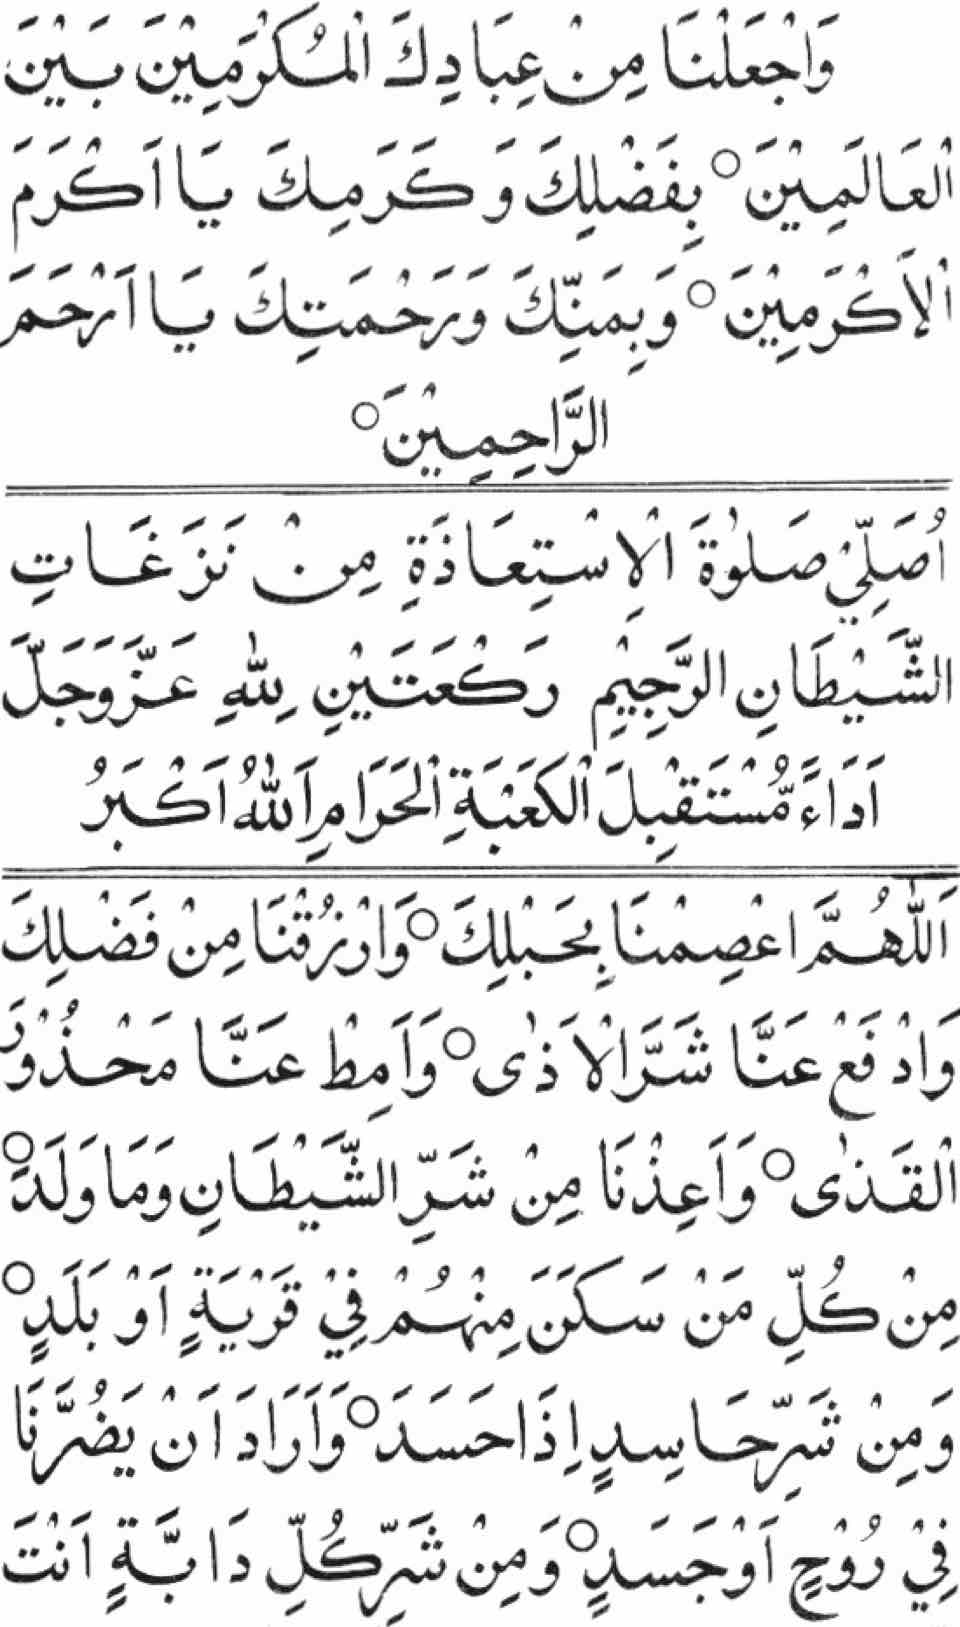 وَاجْعَلْنَا مِنْ عِبَادِكَ الْمُكْرَمِيْنَ بَيْنَ
الْعَالَمِيْنَ○ بِفَضْلِكَ وَكَرَمِكَ يَا اَكْرَمَ
الْاَكْرَمِيْنَ○ وَبِمَنِّكَ وَرَحْمَتِكَ يَا اَرْحَمَ
الرَّاحِمِيْنَ○
اُصَلِّيْ صَلٰوةَ الْاِسْتِعَاذَةِ مِنْ نَزَغَاتِ
الشَّيْطَانِ الرَّجِيْمِ رَكْعَتَيْنِ لِلّٰهِ عَزَّوَجَلَّ
اَدَاءً مُّسْتَقْبِلَ الْكَعْبَةِ الْحَرَامِ اَللّٰهُ اَكْبَرُ
اَللّٰهُمَّ اعْصِمْنَا بِحَبْلِكَ○ وَارْزُقْنَا مِنْ فَضْلِكَ
وَادْفَعْ عَنَّا شَرَّ الْاَذٰى○ وَاَمِطْ عَنَّا مَحْذُوْرَ
الْقَذٰى○ وَاَعِذْنَا مِنْ شَرِّ الشَّيْطَانِ وَمَا وَلَدَ○
مِنْ كُلِّ مَنْ سَكَنَ مِنْهُمْ فِيْ قَرْيَةٍ اَوْ بَلَدٍ○
وَمِنْ شَرِّ حَاسِدٍ اِذَا حَسَدَ○ وَاَرَادَ اَنْ يَضُرَّنَا
فِيْ رُوْحٍ اَوْ جَسَدٍ○ وَمِنْ شَرِّ كُلِّ دَابَّةٍ اَنْتَ